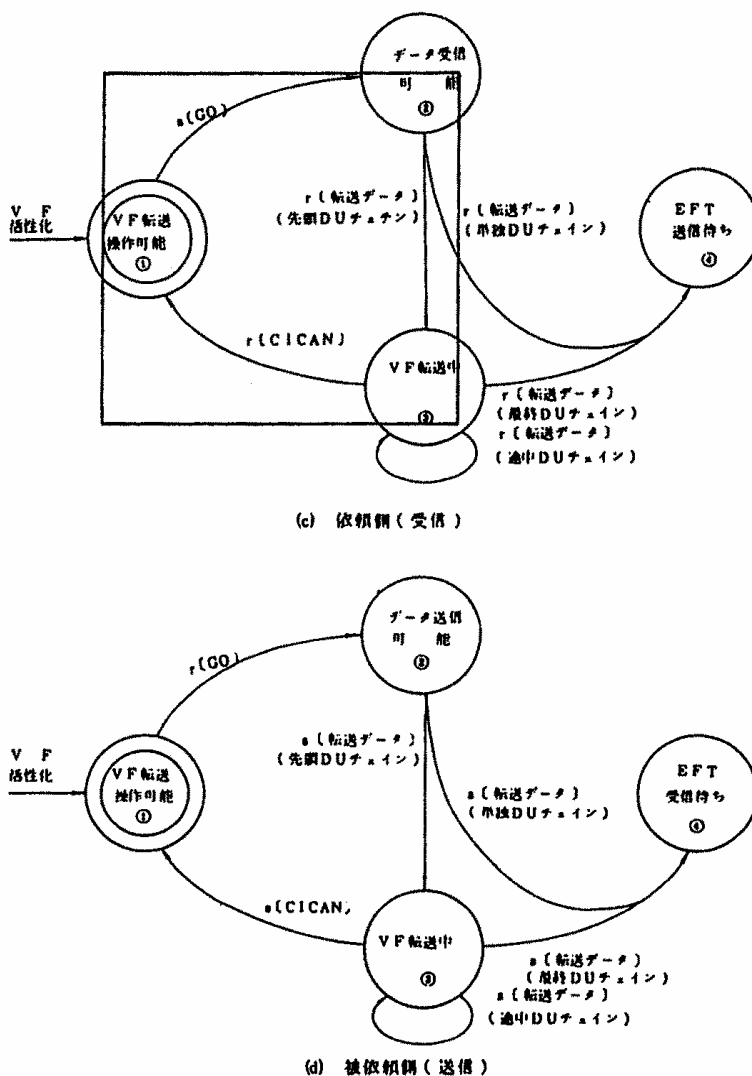 データ受信
可 能
②
s(GO)
V F
活性化
VF転送
操作可能
①
r(転送データ)
(先頭DUチェテン)
r(転送データ)
(単独DUチェイン)
EFT
送信待ち
④
r(CICAN)
VF転送中
③
r(転送データ)
(最終DUチェイン)
r(転送データ)
(途中DUチェイン)
(c) 依頼側(受信)
データ送信
可 能
②
r(GO)
V F
活性化
VF転送
操作可能
①
s(転送データ)
(先頭DUチェイン)
s(転送データ)
(単独DUチェイン)
EFT
受信待ち
④
s(CICAN)
VF転送中
③
s(転送データ)
(最終DUチェイン)
s(転送データ)
(途中DUチェイン)
(d) 被依頼側(送信)